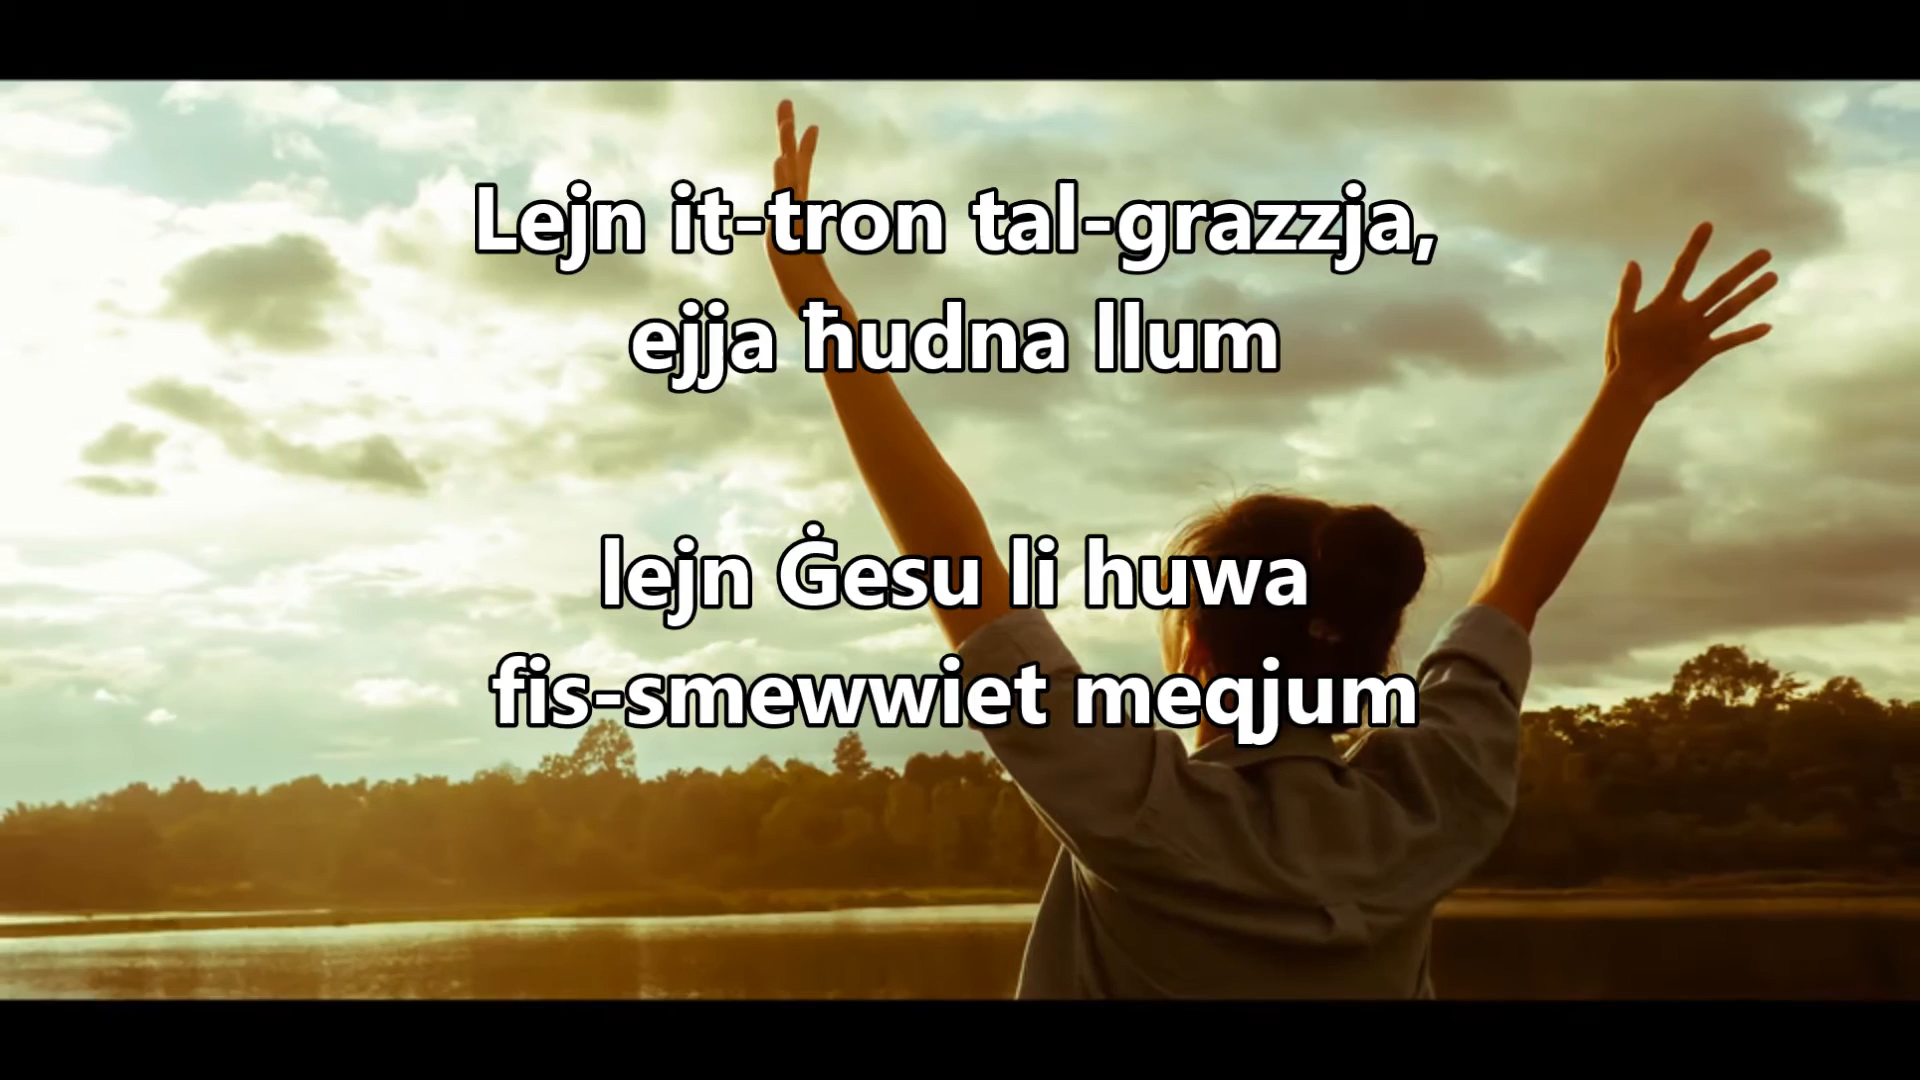 Lejn it-tron tal-grazzja,
ejja ħudna llum
lejn Ġesu li huwa
fis-smewwiet meqjum